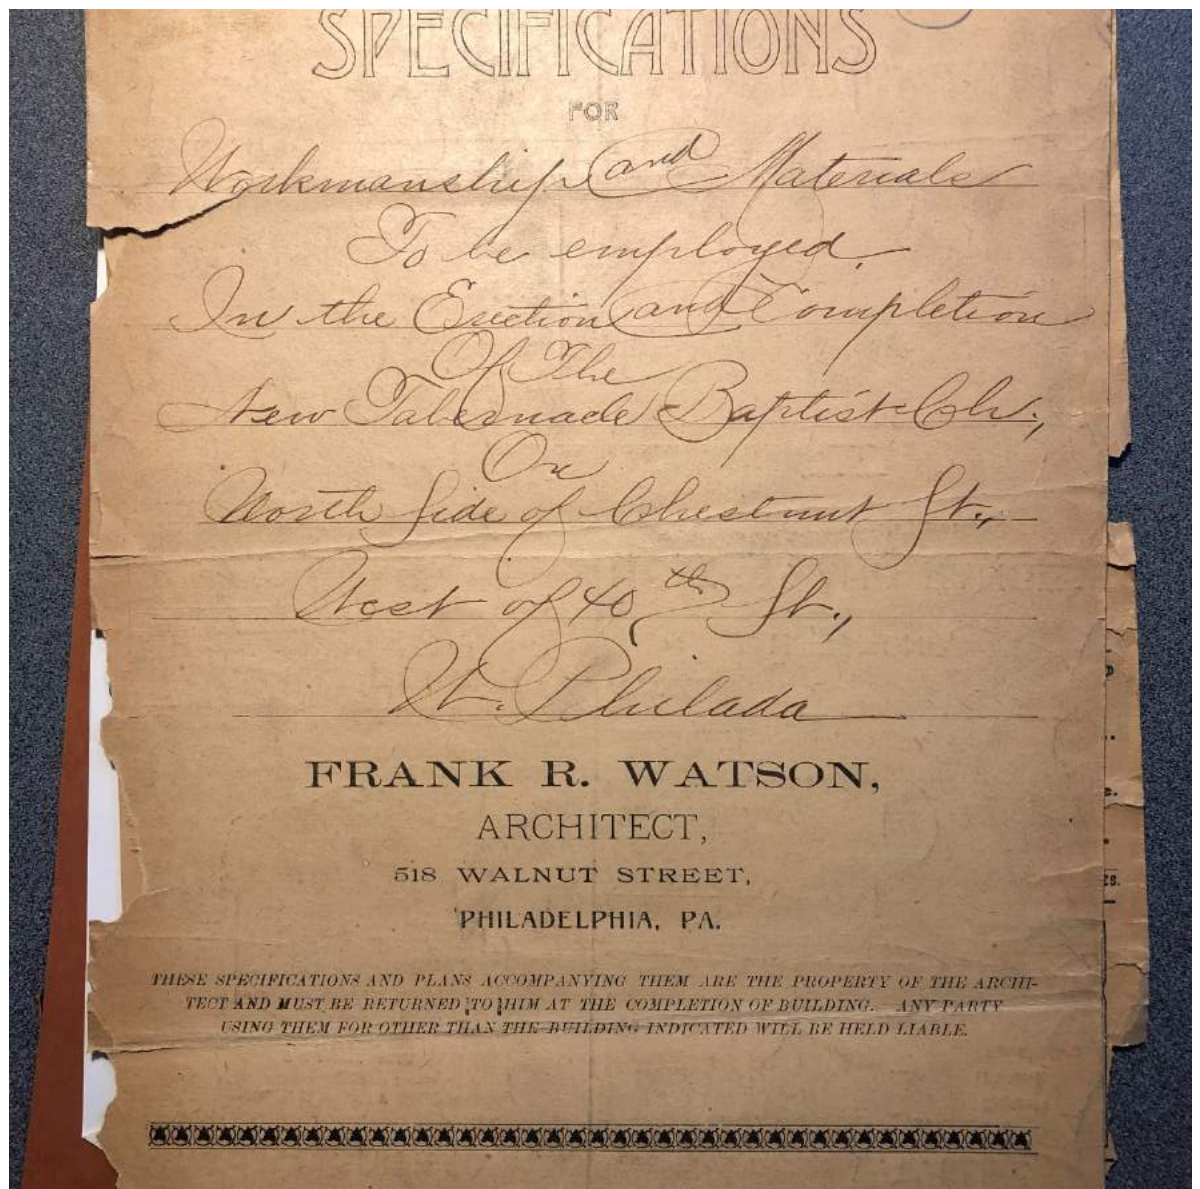 SPECIFICATIONS
FOR
Workmanship and Materials
To be employed.
In the Erection and Completion
Of The
New Tabernacle Baptist Ch.,
On
North Side of Chestnut St.,
West of 40th St.,
W. Philada
FRANK R. WATSON,
ARCHITECT,
518 WALNUT STREET,
PHILADELPHIA, PA.
THESE SPECIFICATIONS AND PLANS ACCOMPANYING THEM ARE THE PROPERTY OF THE ARCHI-
TECT AND MUST BE RETURNED TO HIM AT THE COMPLETION OF BUILDING. ANY PARTY
USING THEM FOR OTHER THAN THE BUILDING INDICATED WILL BE HELD LIABLE.